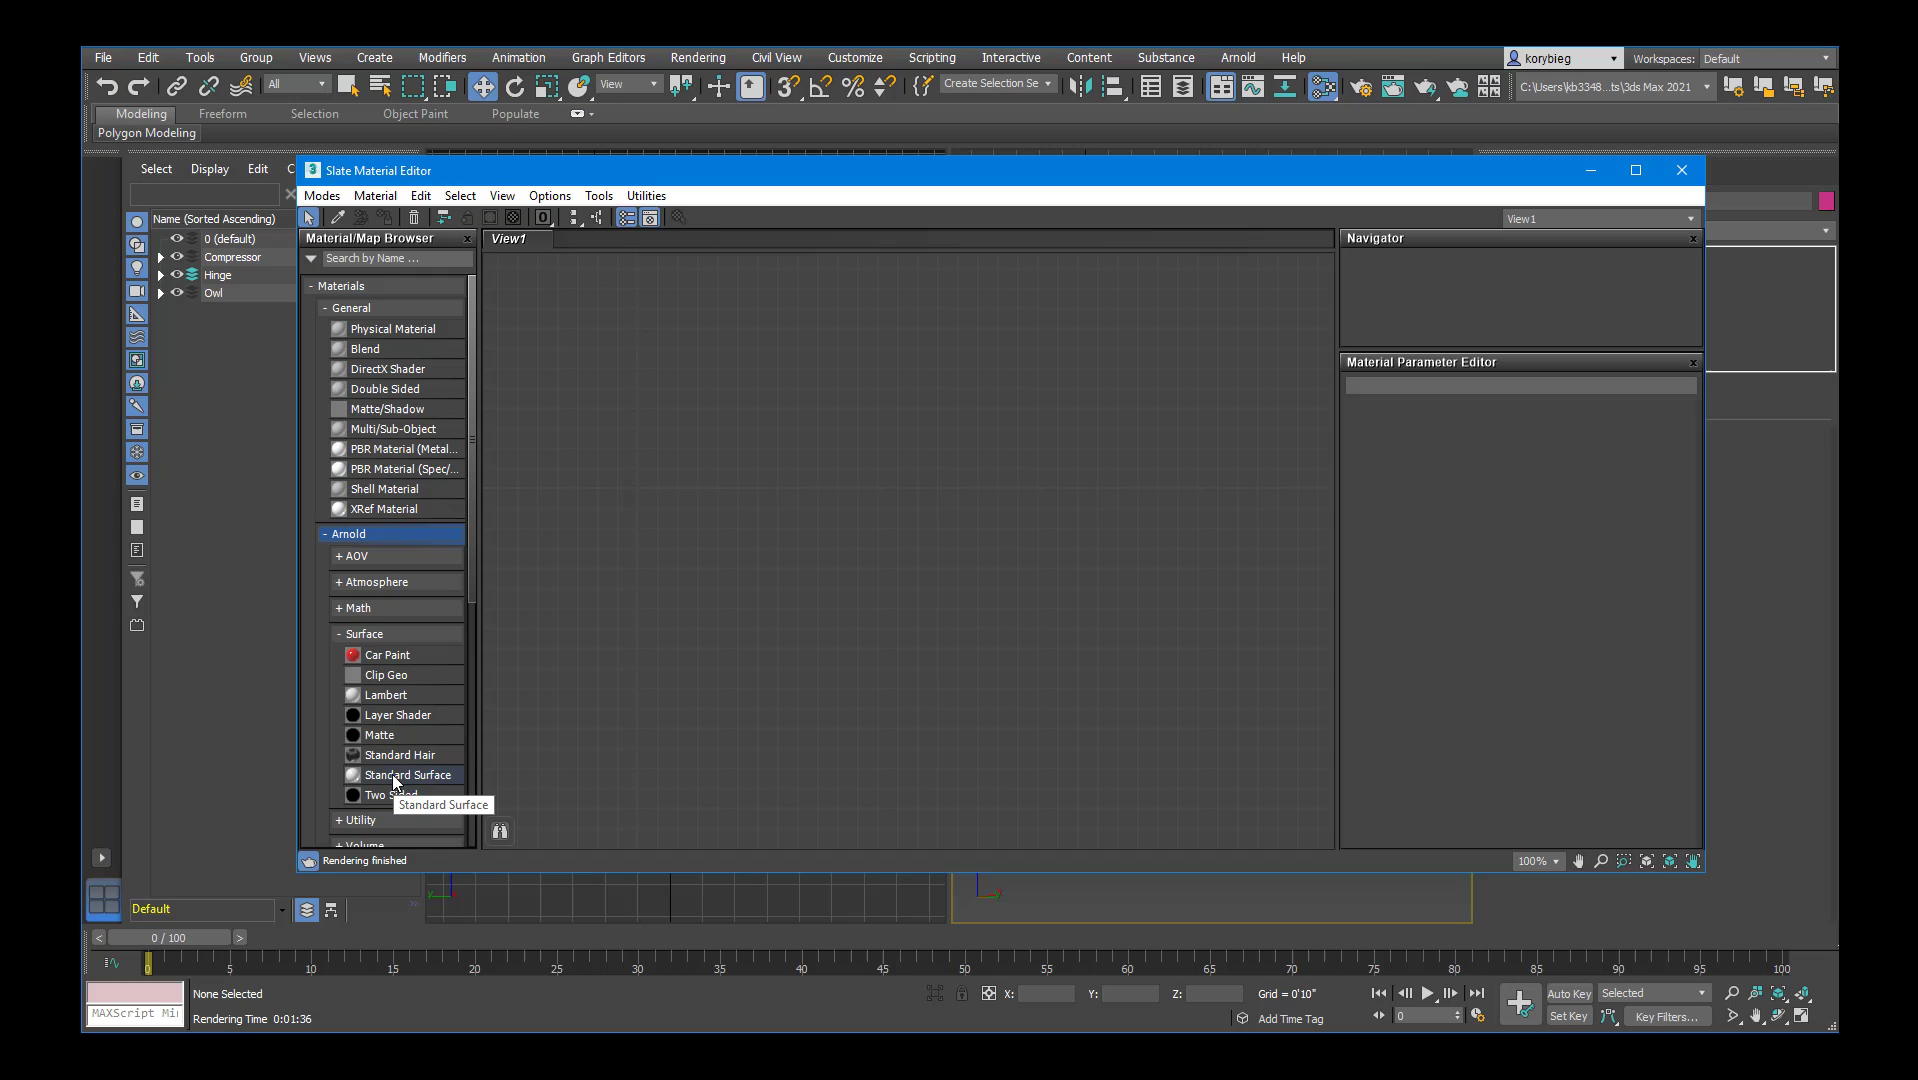 File Edit Tools Group Views Create Modifiers Animation Graph Editors Rendering Civil View Customize Scripting Interactive Content Substance Arnold Help korybieg Workspaces: Default
All View Create Selection Se C:\Users\kb3348...ts\3ds Max 2021
Modeling Freeform Selection Object Paint Populate
Polygon Modeling
Select Display Edit C
3 Slate Material Editor
Modes Material Edit Select View Options Tools Utilities
Name (Sorted Ascending)
0 View1
0 (default)
Compressor
Hinge
Owl
Material/Map Browser x
View1
Navigator x
Search by Name ...
- Materials
- General
Physical Material
Blend
DirectX Shader
Double Sided
Matte/Shadow
Multi/Sub-Object
PBR Material (Metal...
PBR Material (Spec/...
Shell Material
XRef Material
Material Parameter Editor x
- Arnold
+ AOV
+ Atmosphere
+ Math
- Surface
Car Paint
Clip Geo
Lambert
Layer Shader
Matte
Standard Hair
Standard Surface
Standard Surface
+ Utility
Rendering finished
100%
Default
< 0 / 100 >
0 5 10 15 20 25 30 35 40 45 50 55 60 65 70 75 80 85 90 95 100
None Selected X: Y: Z: Grid = 0'10" Auto Key Selected
MAXScript Mi
Rendering Time 0:01:36 Add Time Tag 0 Set Key Key Filters...